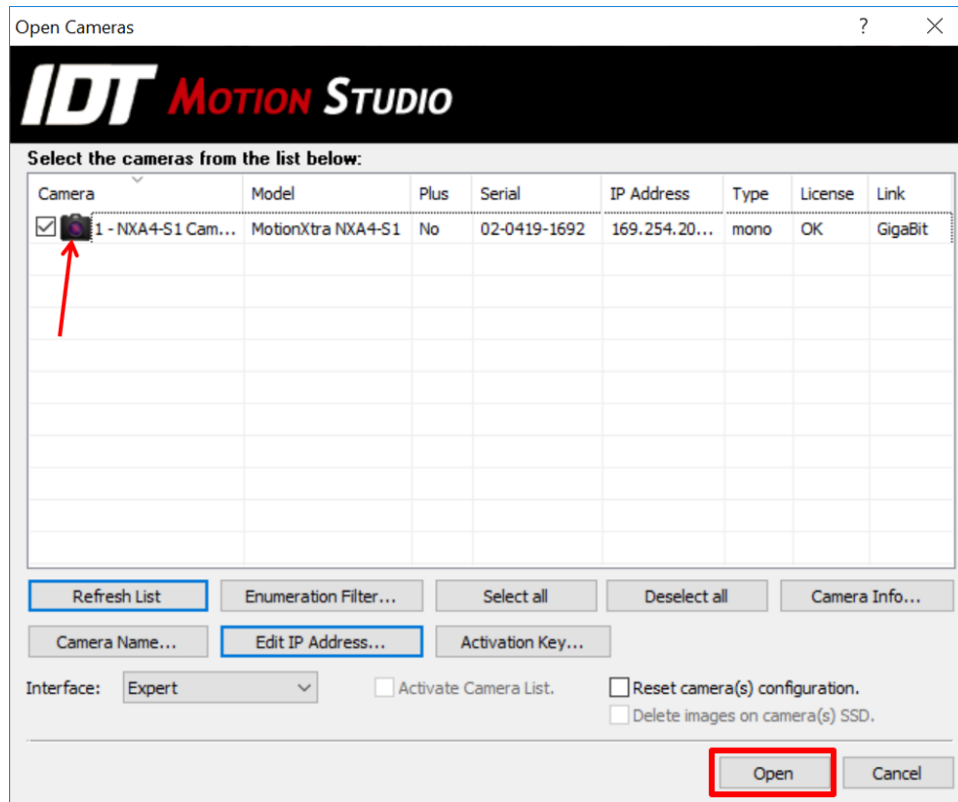 Open Cameras ? ×
IDT MOTION STUDIO
Select the cameras from the list below:
Camera Model Plus Serial IP Address Type License Link
1 - NXA4-S1 Cam... MotionXtra NXA4-S1 No 02-0419-1692 169.254.20... mono OK GigaBit
Refresh List Enumeration Filter... Select all Deselect all Camera Info...
Camera Name... Edit IP Address... Activation Key...
Interface: Expert Activate Camera List. Reset camera(s) configuration.
Delete images on camera(s) SSD.
Open Cancel